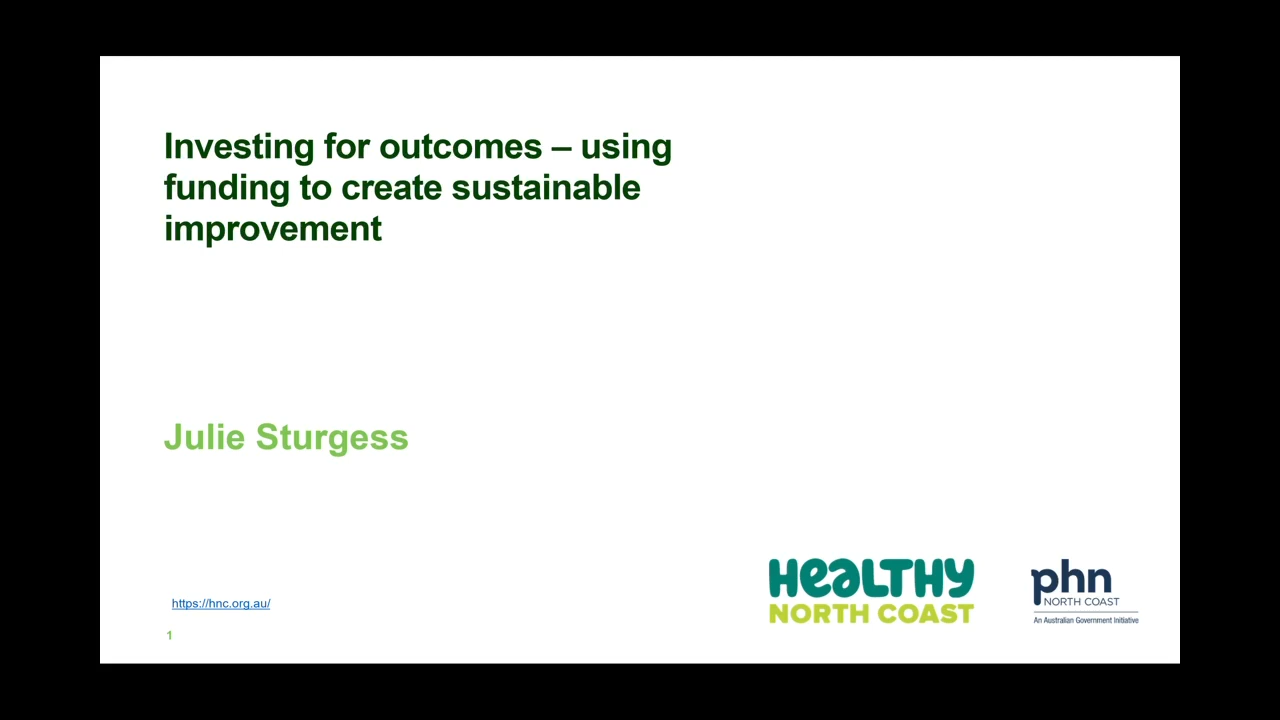 Investing for outcomes – using
funding to create sustainable
improvement
Julie Sturgess
https://hnc.org.au/
1
HEALTHY
NORTH COAST
phn
NORTH COAST
An Australian Government Initiative